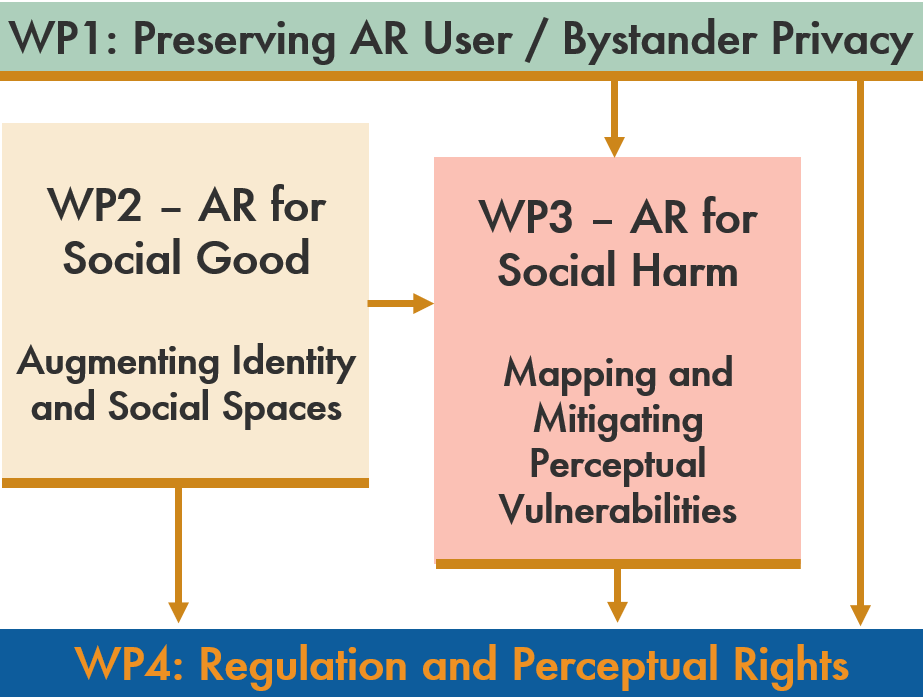 WP1: Preserving AR User / Bystander Privacy
WP2 – AR for
Social Good
Augmenting Identity
and Social Spaces
WP3 – AR for
Social Harm
Mapping and
Mitigating
Perceptual
Vulnerabilities
WP4: Regulation and Perceptual Rights